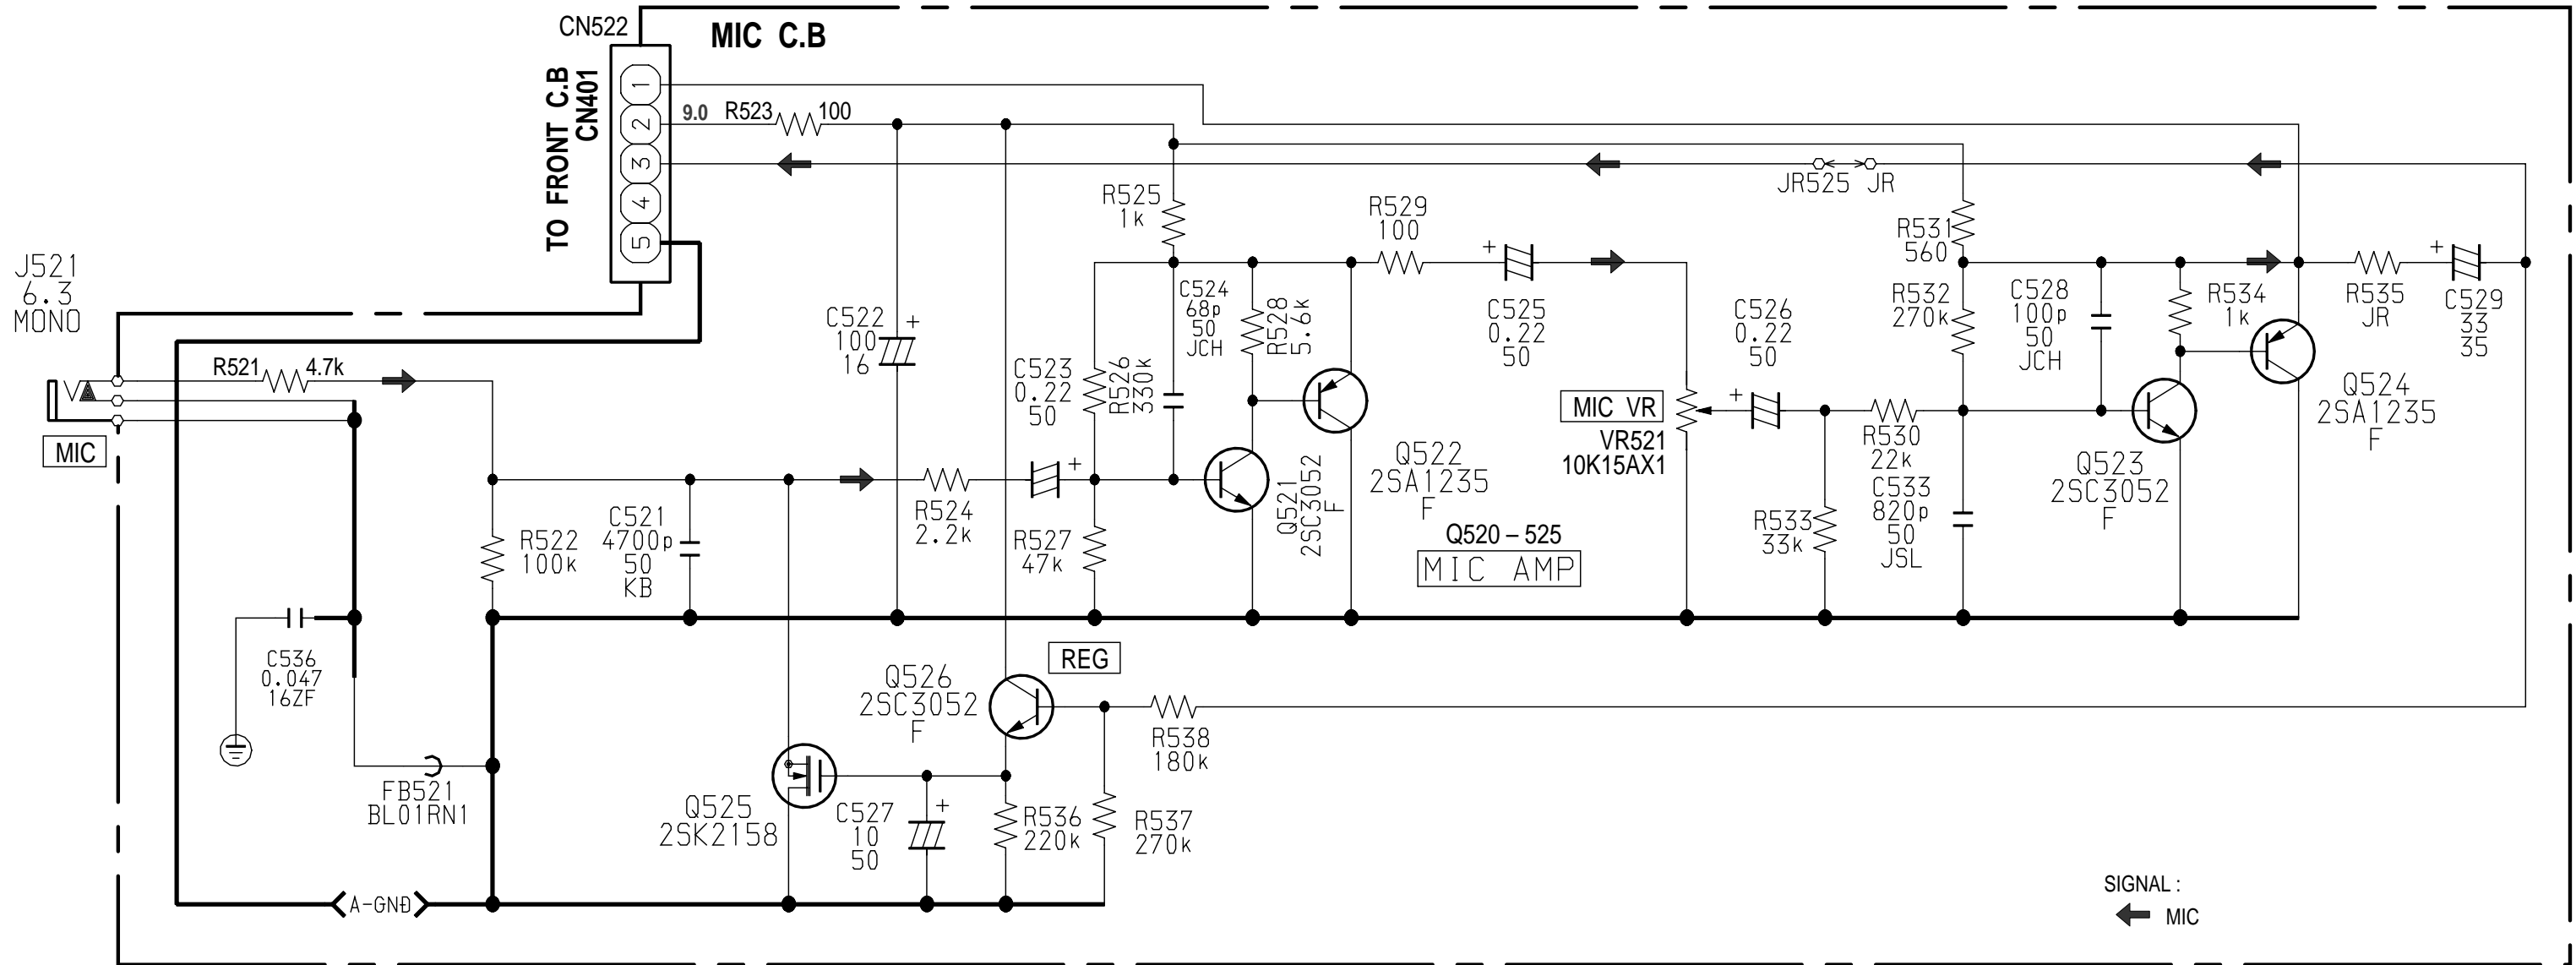 CN522
MIC C.B
TO FRONT C.B
CN401
1
2
3
4
5
9.0
R523
100
JR525
JR
J521
6.3
MONO
R525
1k
R529
100
R531
560
R521
4.7k
C522
100
16
C523
0.22
50
R526
330k
C524
68p
50
JCH
R528
5.6k
C525
0.22
50
C526
0.22
50
R532
270k
C528
100p
50
JCH
R534
1k
R535
JR
C529
33
35
MIC
MIC VR
VR521
10K15AX1
Q522
2SA1235
F
Q521
2SC3052
F
R530
22k
Q523
2SC3052
F
Q524
2SA1235
F
R522
100k
C521
4700p
50
KB
R524
2.2k
R527
47k
Q520 – 525
MIC AMP
R533
33k
C533
820p
50
JSL
C536
0.047
16ZF
REG
Q526
2SC3052
F
R538
180k
FB521
BL01RN1
Q525
2SK2158
C527
10
50
R536
220k
R537
270k
A-GND
SIGNAL :
MIC